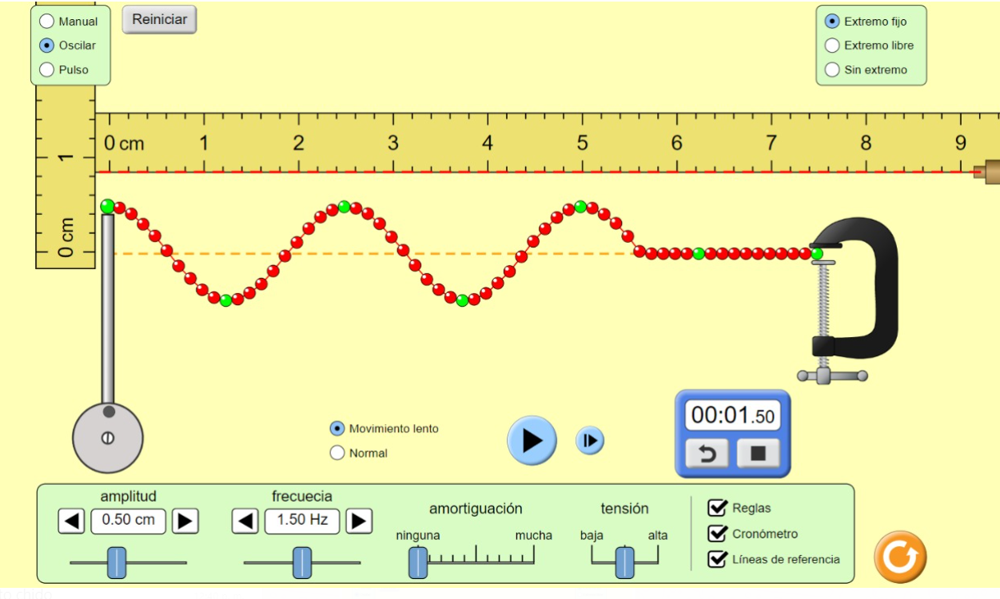 Manual
Oscilar
Pulso
Reiniciar
Extremo fijo
Extremo libre
Sin extremo
0 cm 1 2 3 4 5 6 7 8 9
1
0 cm
Movimiento lento
Normal
00:01.50
amplitud
0.50 cm
frecuecia
1.50 Hz
amortiguación
ninguna mucha
tensión
baja alta
Reglas
Cronómetro
Líneas de referencia